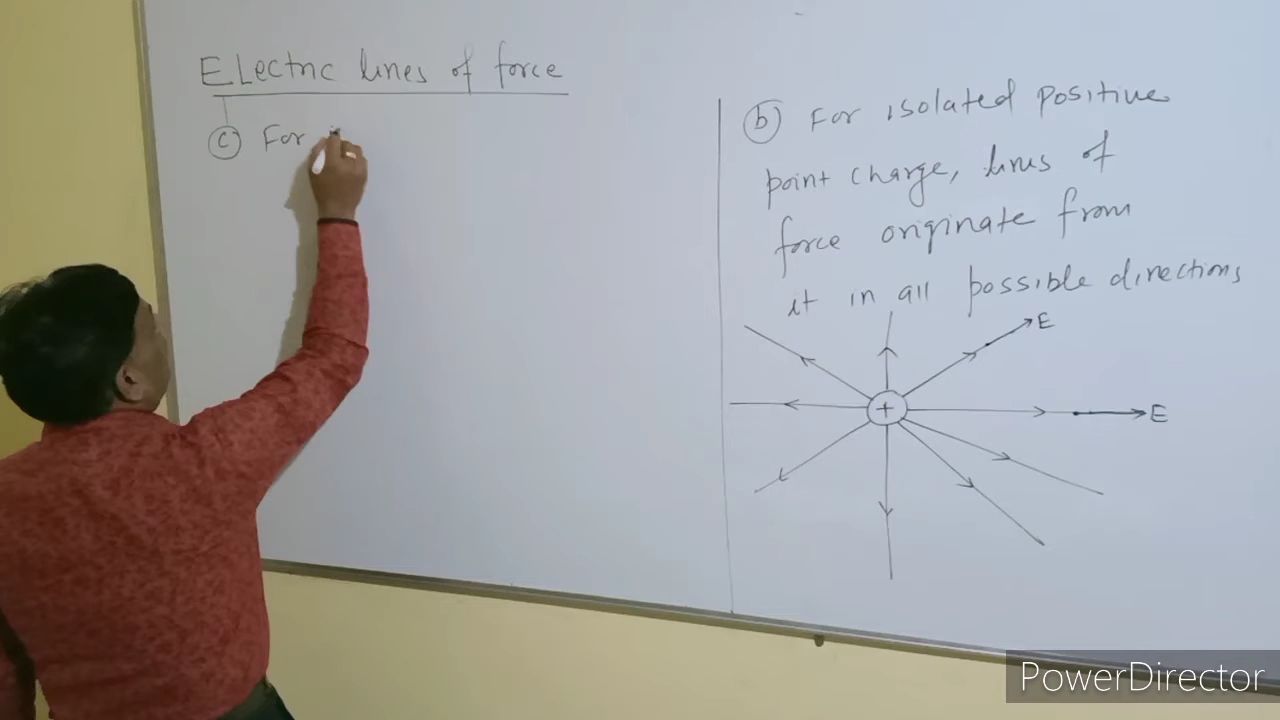 Electric lines of force
(c) For
(b) For isolated positive
point charge, lines of
force originate from
it in all possible directions
E
+
E
PowerDirector